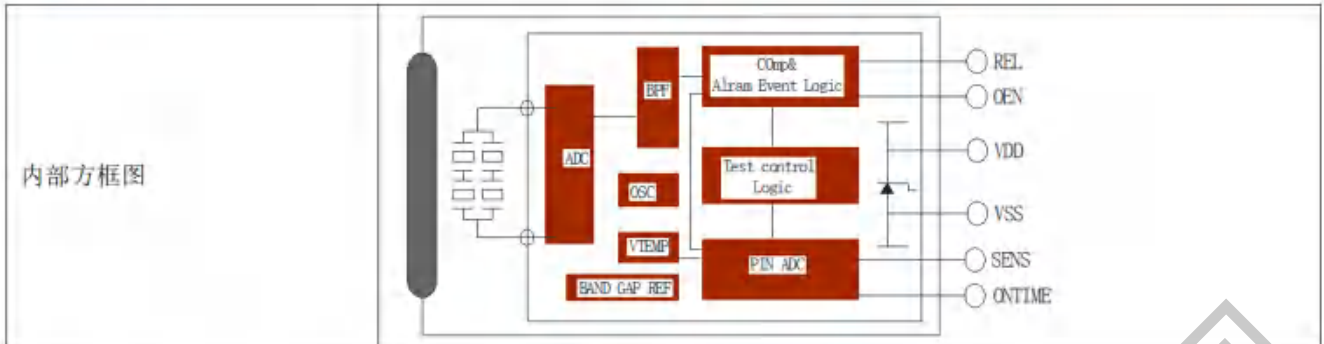 内部方框图
COmp&
Alram Event Logic
BPF
ADC
Test control
Logic
OSC
VTEMP
PIN ADC
BAND GAP REF
REL
OEN
VDD
VSS
SENS
ONTIME